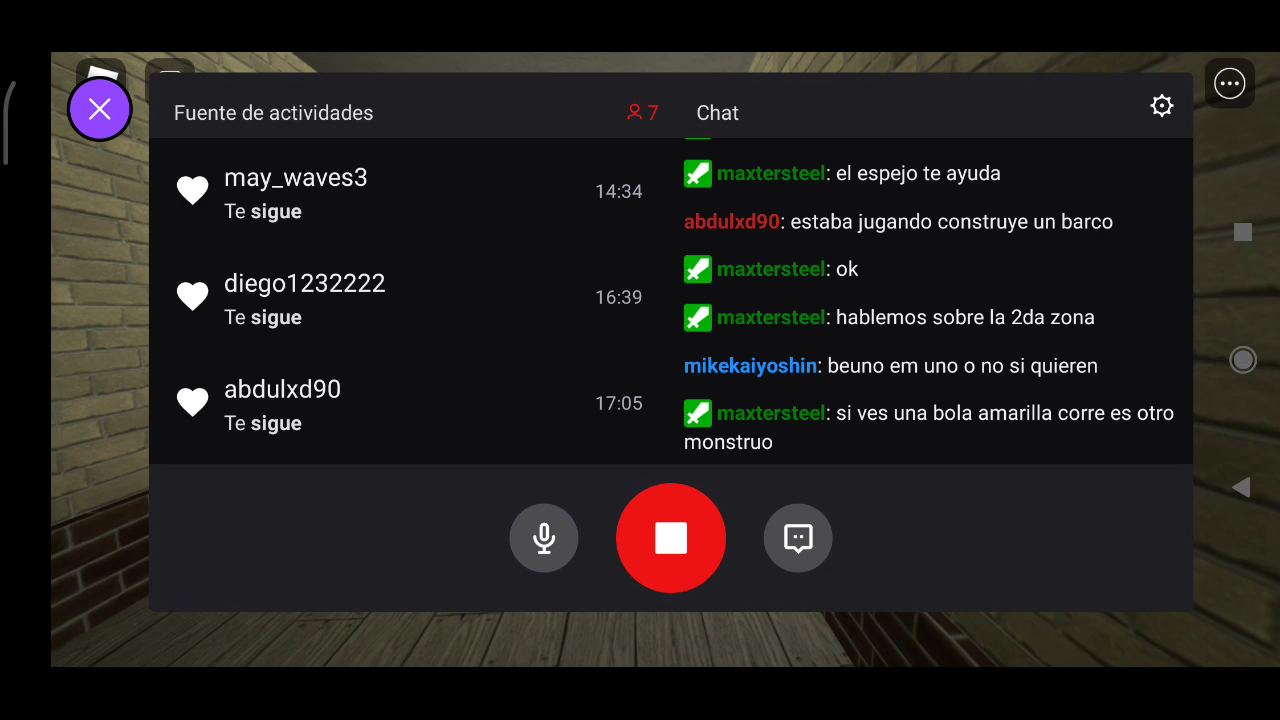 Fuente de actividades
7
may_waves3
Te sigue
14:34
diego1232222
Te sigue
16:39
abdulxd90
Te sigue
17:05
Chat
maxtersteel: el espejo te ayuda
abdulxd90: estaba jugando construye un barco
maxtersteel: ok
maxtersteel: hablemos sobre la 2da zona
mikekaiyoshin: beuno em uno o no si quieren
maxtersteel: si ves una bola amarilla corre es otro
monstruo